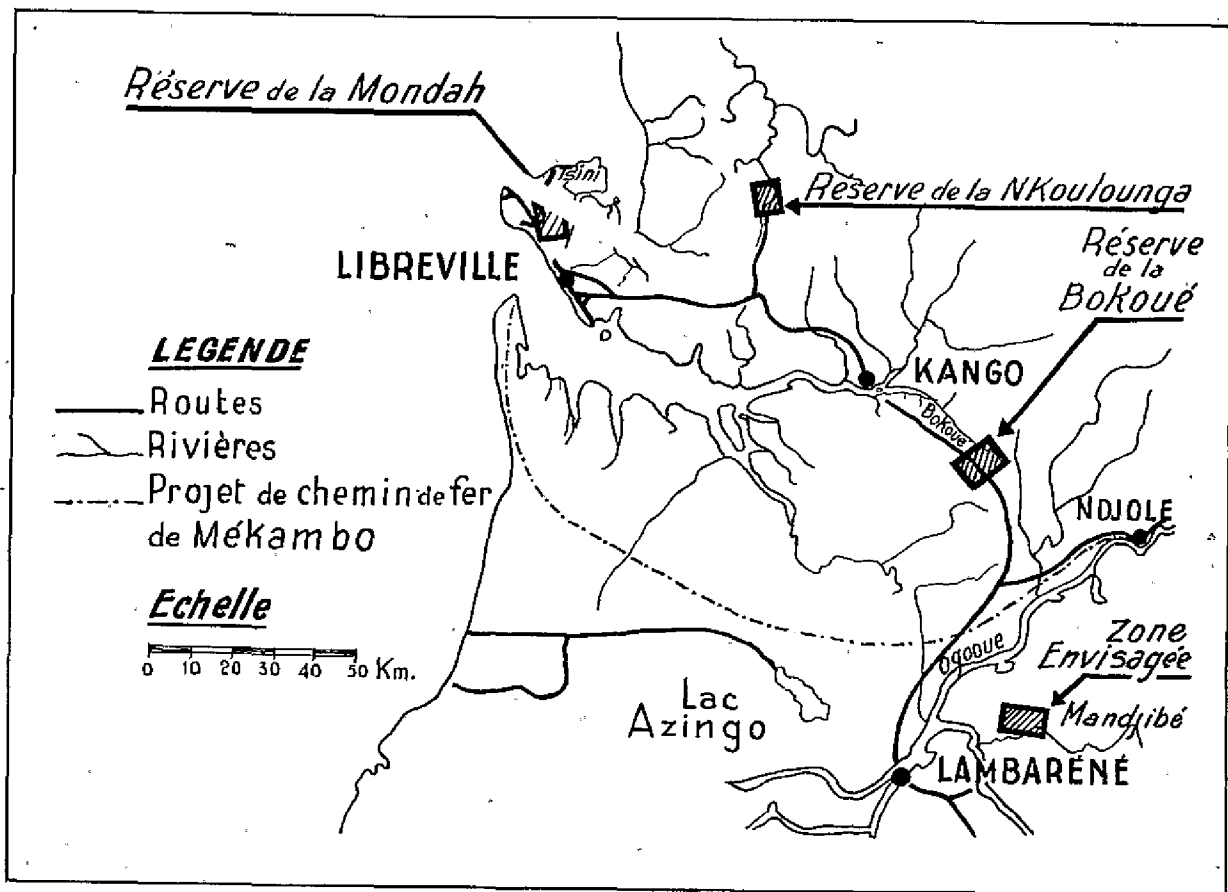 Réserve de la Mondah
Tsini
Réserve de la NKoulounga
Réserve
de la
BoKoué
LIBREVILLE
LEGENDE
Routes
Rivières
Projet de chemin de fer
de Mékambo
KANGO
BoKoué
NDJOLE
Echelle
0 10 20 30 40 50 Km.
Zone
Envisagée
Ogooue
Mandjibé
Lac
Azingo
LAMBARÉNÉ